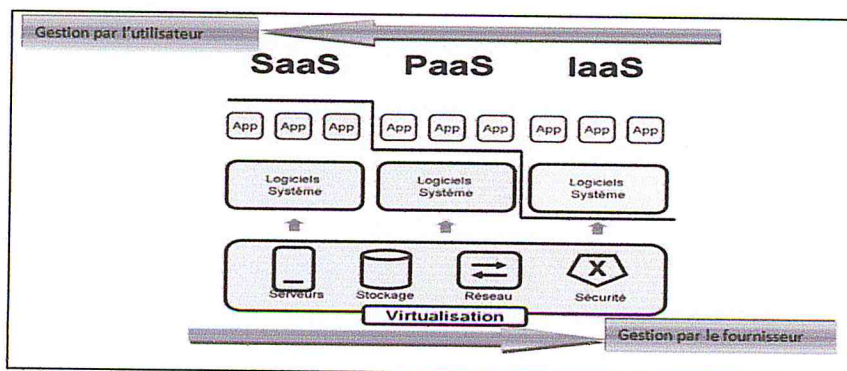 Gestion par l'utilisateur
SaaS PaaS IaaS
App App App App App App App App App
Logiciels Système Logiciels Système Logiciels Système
Serveurs Stockage Réseau X Sécurité
Virtualisation
Gestion par le fournisseur